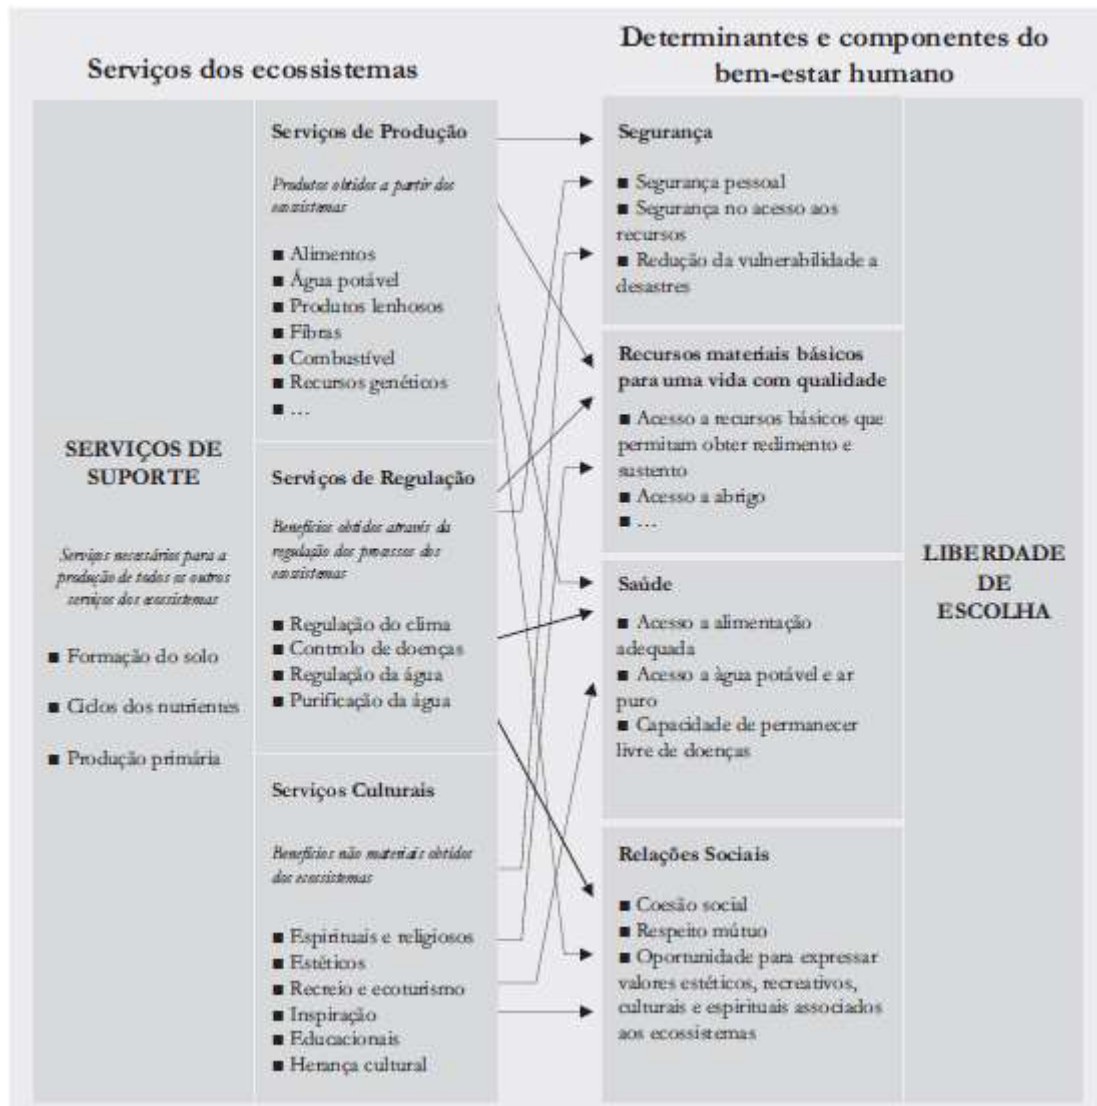 Serviços dos ecossistemas
Determinantes e componentes do
bem-estar humano
SERVIÇOS DE
SUPORTE
Serviços necessários para a
produção de todos os outros
serviços dos ecossistemas
■ Formação do solo
■ Ciclos dos nutrientes
■ Produção primária
Serviços de Produção
Produtos obtidos a partir dos
ecossistemas
■ Alimentos
■ Água potável
■ Produtos lenhosos
■ Fibras
■ Combustível
■ Recursos genéticos
■ ...
Serviços de Regulação
Benefícios obtidos através da
regulação dos processos dos
ecossistemas
■ Regulação do clima
■ Controlo de doenças
■ Regulação da água
■ Purificação da água
Serviços Culturais
Benefícios não materiais obtidos
dos ecossistemas
■ Espirituais e religiosos
■ Estéticos
■ Recreio e ecoturismo
■ Inspiração
■ Educacionais
■ Herança cultural
Segurança
■ Segurança pessoal
■ Segurança no acesso aos
recursos
■ Redução da vulnerabilidade a
desastres
Recursos materiais básicos
para uma vida com qualidade
■ Acesso a recursos básicos que
permitam obter redimento e
sustento
■ Acesso a abrigo
■ ...
Saúde
■ Acesso a alimentação
adequada
■ Acesso a àgua potável e ar
puro
■ Capacidade de permanecer
livre de doenças
Relações Sociais
■ Coesão social
■ Respeito mútuo
■ Oportunidade para expressar
valores estéticos, recreativos,
culturais e espirituais associados
aos ecossistemas
LIBERDADE
DE
ESCOLHA